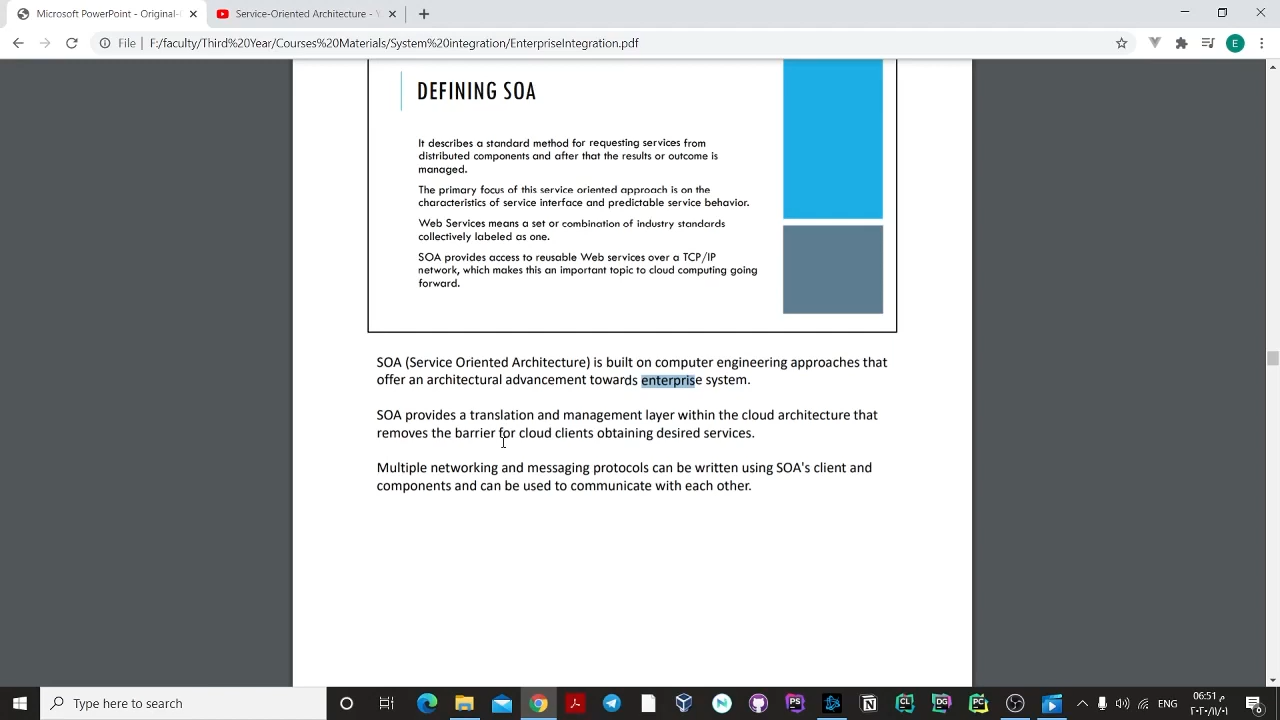 Microsoft PowerPoint - Original-
Service-Oriented Architecture -
File | F:/faculty/Third%20Year/Courses%20Materials/System%20integration/EnterpriseIntegration.pdf
E
DEFINING SOA
It describes a standard method for requesting services from
distributed components and after that the results or outcome is
managed.
The primary focus of this service oriented approach is on the
characteristics of service interface and predictable service behavior.
Web Services means a set or combination of industry standards
collectively labeled as one.
SOA provides access to reusable Web services over a TCP/IP
network, which makes this an important topic to cloud computing going
forward.
SOA (Service Oriented Architecture) is built on computer engineering approaches that
offer an architectural advancement towards enterprise system.
SOA provides a translation and management layer within the cloud architecture that
removes the barrier for cloud clients obtaining desired services.
Multiple networking and messaging protocols can be written using SOA's client and
components and can be used to communicate with each other.
Type here to search
PS
CL
DG
PC
ENG
06:51